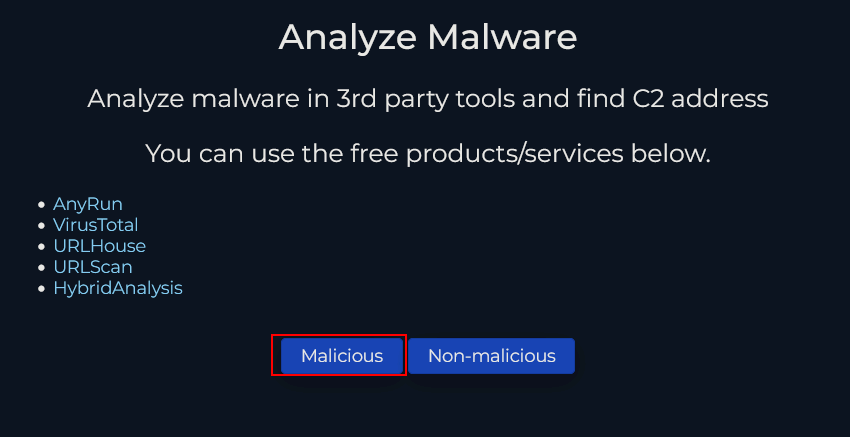 Analyze Malware
Analyze malware in 3rd party tools and find C2 address
You can use the free products/services below.
AnyRun
VirusTotal
URLHouse
URLScan
HybridAnalysis
Malicious Non-malicious